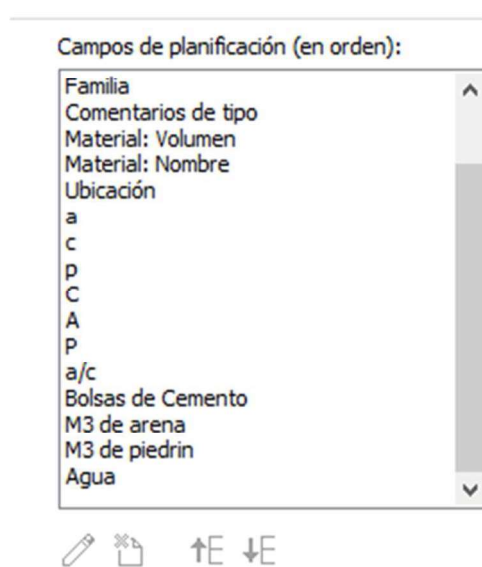 Campos de planificación (en orden):
Familia
Comentarios de tipo
Material: Volumen
Material: Nombre
Ubicación
a
c
p
C
A
P
a/c
Bolsas de Cemento
M3 de arena
M3 de piedrin
Agua